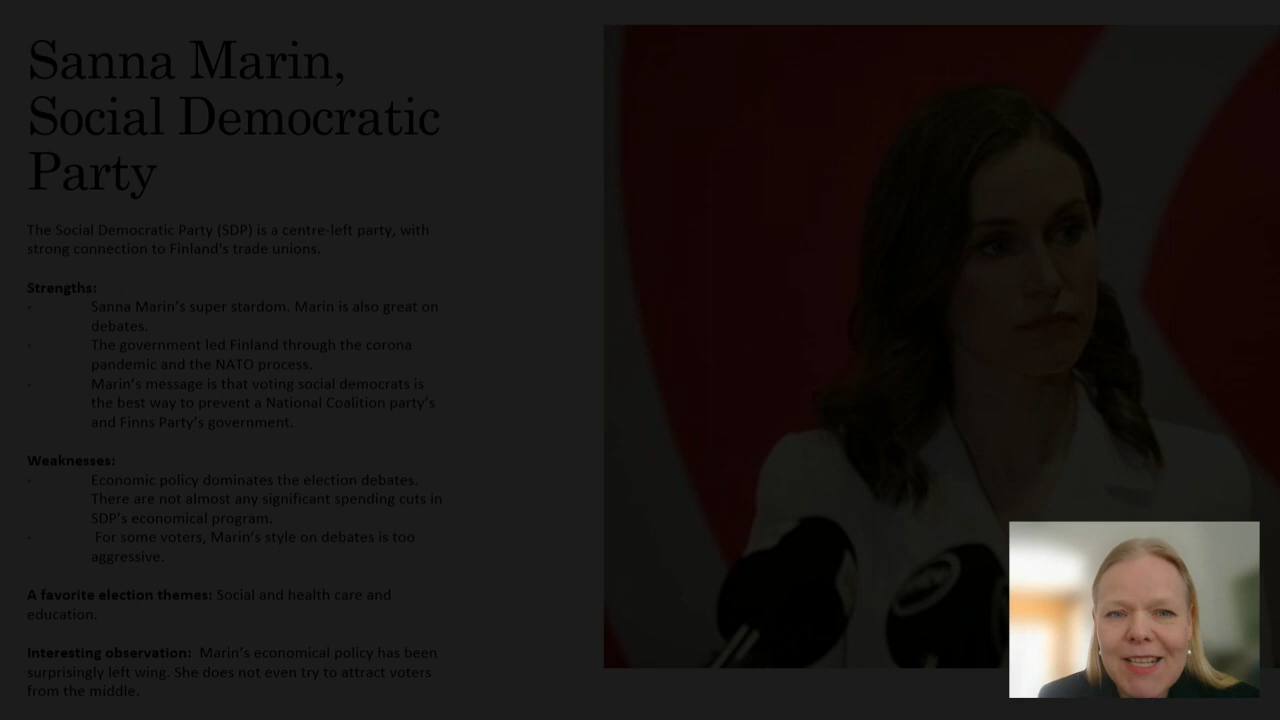 Sanna Marin,
Social Democratic
Party
The Social Democratic Party (SDP) is a centre-left party, with
strong connection to Finland's trade unions.
Strengths:
- Sanna Marin's super stardom. Marin is also great on
debates.
- The government led Finland through the corona
pandemic and the NATO process.
- Marin's message is that voting social democrats is
the best way to prevent a National Coalition party's
and Finns Party's government.
Weaknesses:
- Economic policy dominates the election debates.
There are not almost any significant spending cuts in
SDP's economical program.
- For some voters, Marin's style on debates is too
aggressive.
A favorite election themes: Social and health care and
education.
Interesting observation: Marin's economical policy has been
surprisingly left wing. She does not even try to attract voters
from the middle.